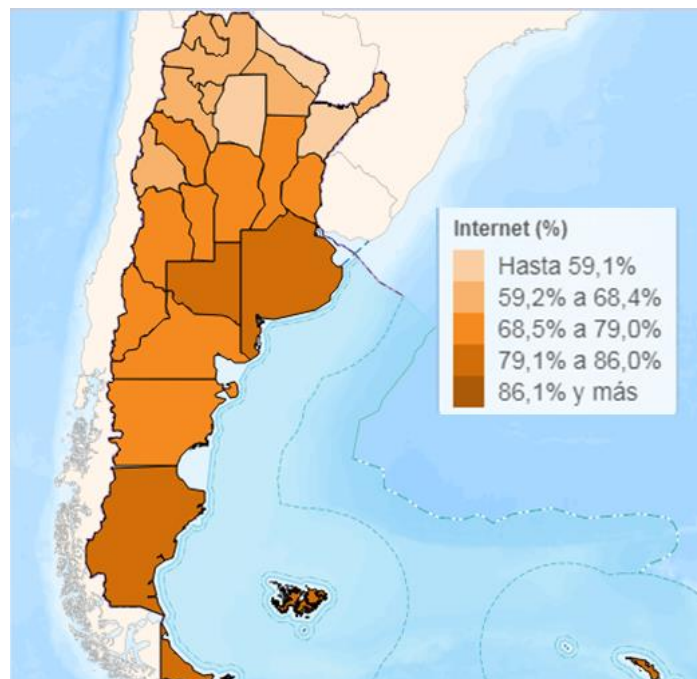 Internet (%)
Hasta 59,1%
59,2% a 68,4%
68,5% a 79,0%
79,1% a 86,0%
86,1% y más